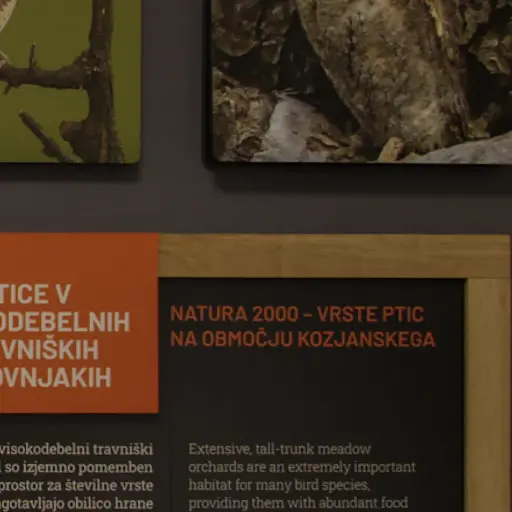 TICE V
ODEBELNIH
AVNIŠKIH
OVNJAKIH
NATURA 2000 – VRSTE PTIC
NA OBMOČJU KOZJANSKEGA
visokodebelni travniški
so izjemno pomemben
prostor za številne vrste
gotavljajo obilico hrane
Extensive, tall-trunk meadow
orchards are an extremely important
habitat for many bird species,
providing them with abundant food